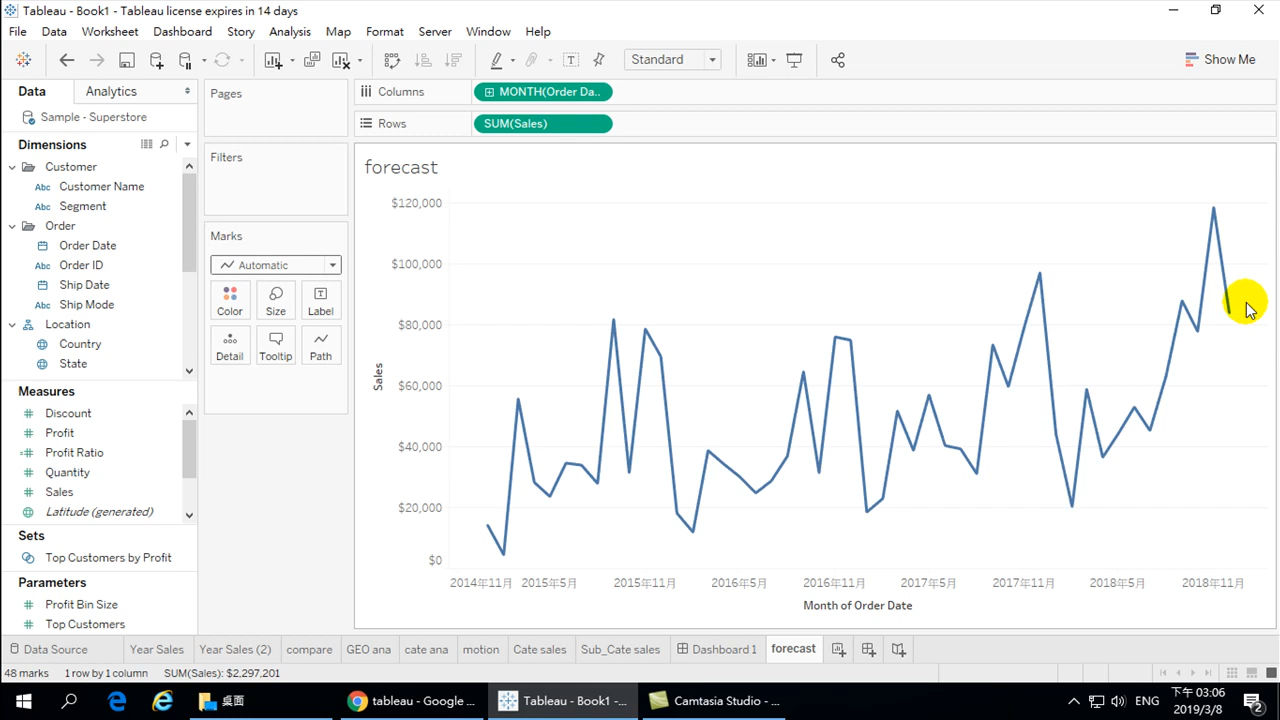 Tableau - Book1 - Tableau license expires in 14 days
File Data Worksheet Dashboard Story Analysis Map Format Server Window Help
Standard
Show Me
Data Analytics
Pages
Columns
MONTH(Order Da..
Rows
SUM(Sales)
Sample - Superstore
Dimensions
Customer
Abc Customer Name
Abc Segment
Order
Order Date
Abc Order ID
Ship Date
Abc Ship Mode
Location
Country
State
Measures
Discount
Profit
Profit Ratio
Quantity
Sales
Latitude (generated)
Sets
Top Customers by Profit
Parameters
Profit Bin Size
Top Customers
Filters
Marks
Automatic
Color Size Label
Detail Tooltip Path
forecast
$120,000
$100,000
$80,000
$60,000
$40,000
$20,000
$0
Sales
2014年11月 2015年5月 2015年11月 2016年5月 2016年11月 2017年5月 2017年11月 2018年5月 2018年11月
Month of Order Date
Data Source Year Sales Year Sales (2) compare GEO ana cate ana motion Cate sales Sub_Cate sales Dashboard 1 forecast
48 marks 1 row by 1 column SUM(Sales): $2,297,201
桌面 tableau - Google ... Tableau - Book1 -... Camtasia Studio - ... ENG 下午 03:06
2019/3/8
2